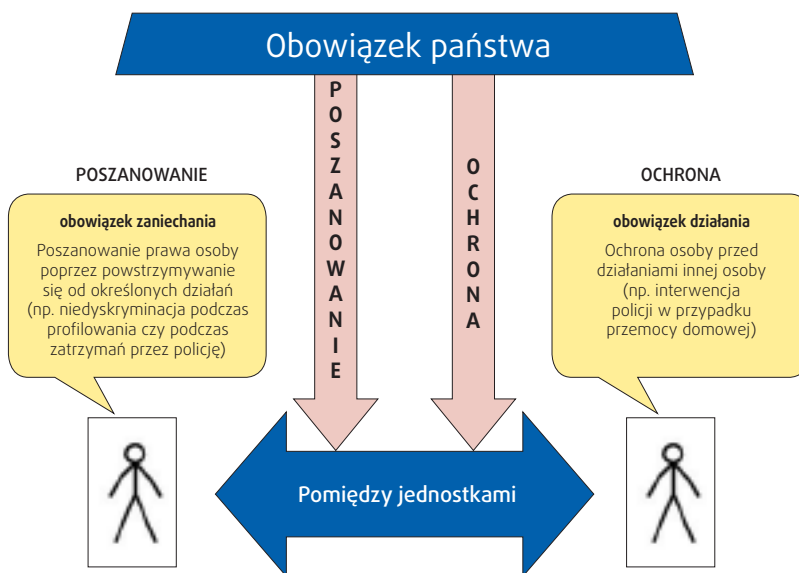 Obowiązek państwa
POSZANOWANIE
OCHRONA
POSZANOWANIE
obowiązek zaniechania
Poszanowanie prawa osoby
poprzez powstrzymywanie
się od określonych działań
(np. niedyskryminacja podczas
profilowania czy podczas
zatrzymań przez policję)
OCHRONA
obowiązek działania
Ochrona osoby przed
działaniami innej osoby
(np. interwencja
policji w przypadku
przemocy domowej)
Pomiędzy jednostkami